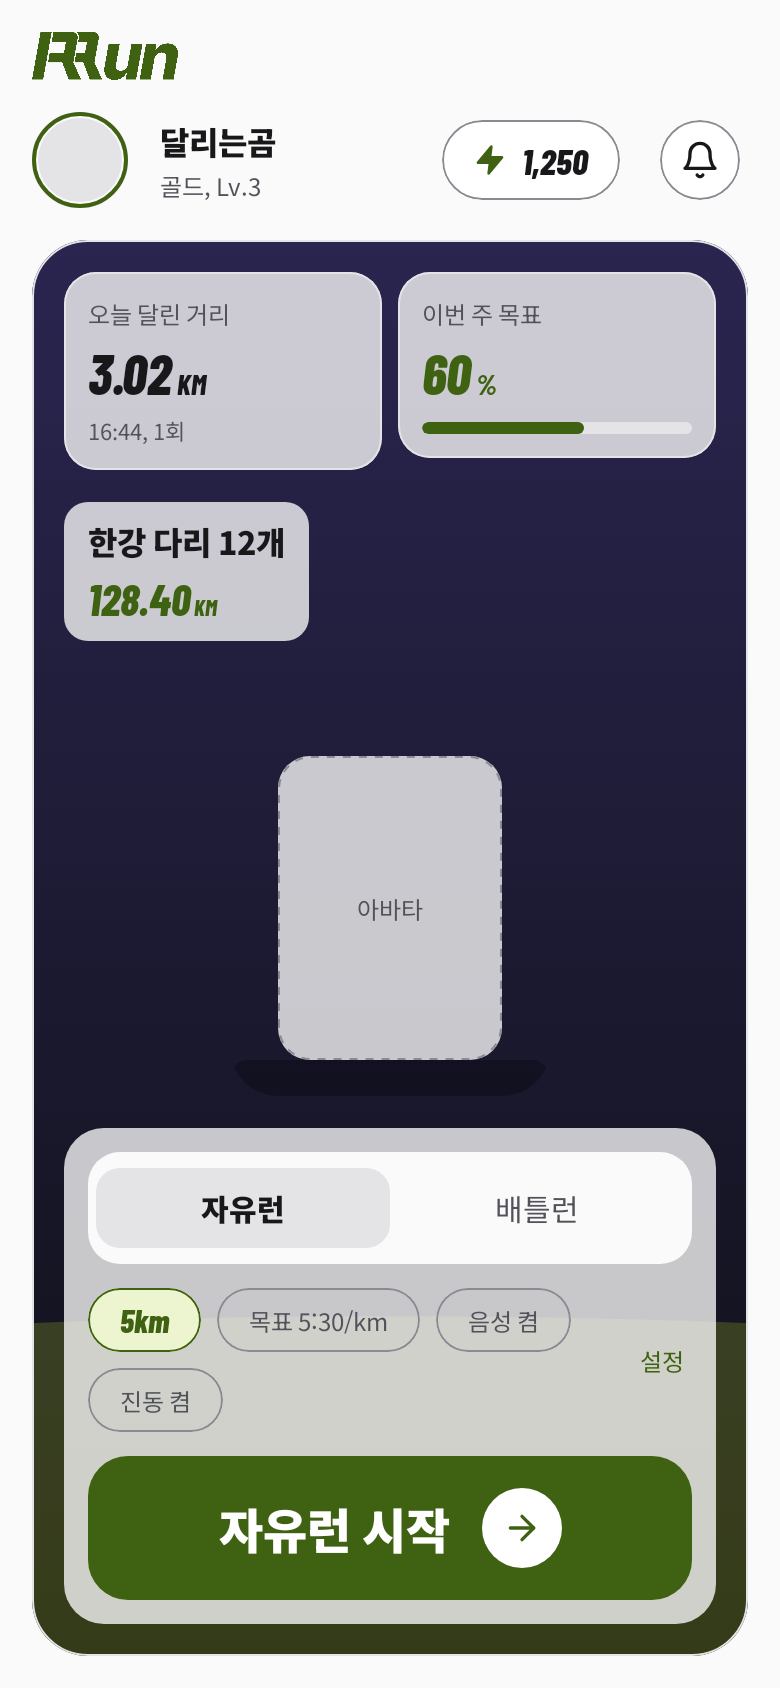 RRun
달리는곰
골드, Lv.3
1,250
오늘 달린 거리
3.02 KM
16:44, 1회
이번 주 목표
60 %
한강 다리 12개
128.40 KM
아바타
자유런
배틀런
5km
목표 5:30/km
음성 켬
진동 켬
설정
자유런 시작